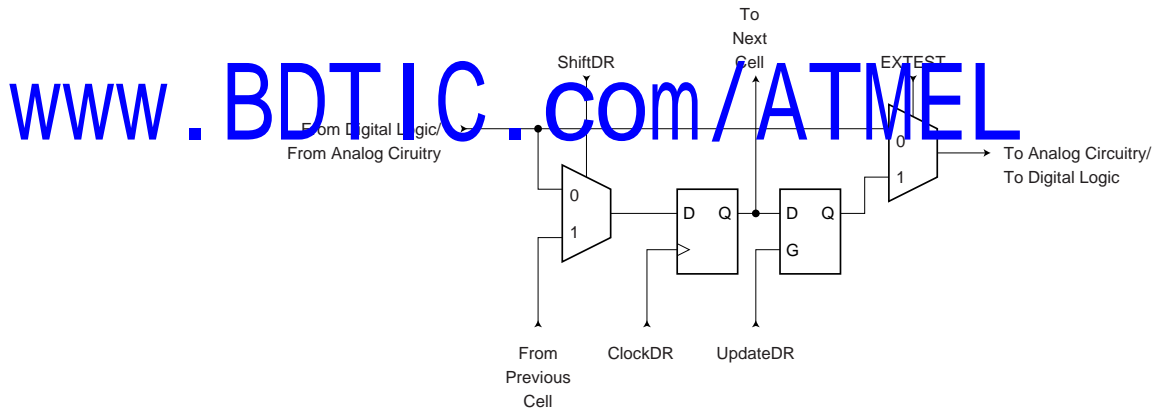 To
Next
Cell
ShiftDR
EXTEST
www.BDTIC.com/ATMEL
From Digital Logic/
From Analog Ciruitry
0
1
To Analog Circuitry/
To Digital Logic
0
1
D Q
D Q
G
From
Previous
Cell
ClockDR
UpdateDR